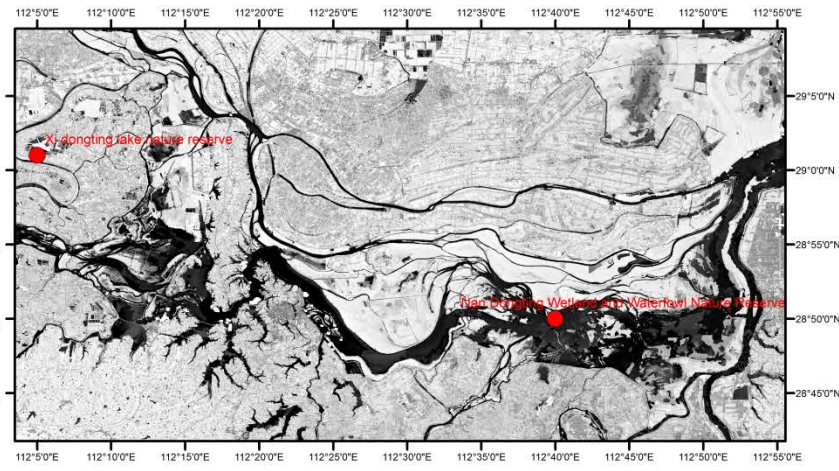 112°5'0"E 112°10'0"E 112°15'0"E 112°20'0"E 112°25'0"E 112°30'0"E 112°35'0"E 112°40'0"E 112°45'0"E 112°50'0"E 112°55'0"E
29°5'0"N
Xi dongting lake nature reserve
29°0'0"N
28°55'0"N
Nan Dongting Wetland and Waterfowl Nature Reserve
28°50'0"N
28°45'0"N
112°5'0"E 112°10'0"E 112°15'0"E 112°20'0"E 112°25'0"E 112°30'0"E 112°35'0"E 112°40'0"E 112°45'0"E 112°50'0"E 112°55'0"E